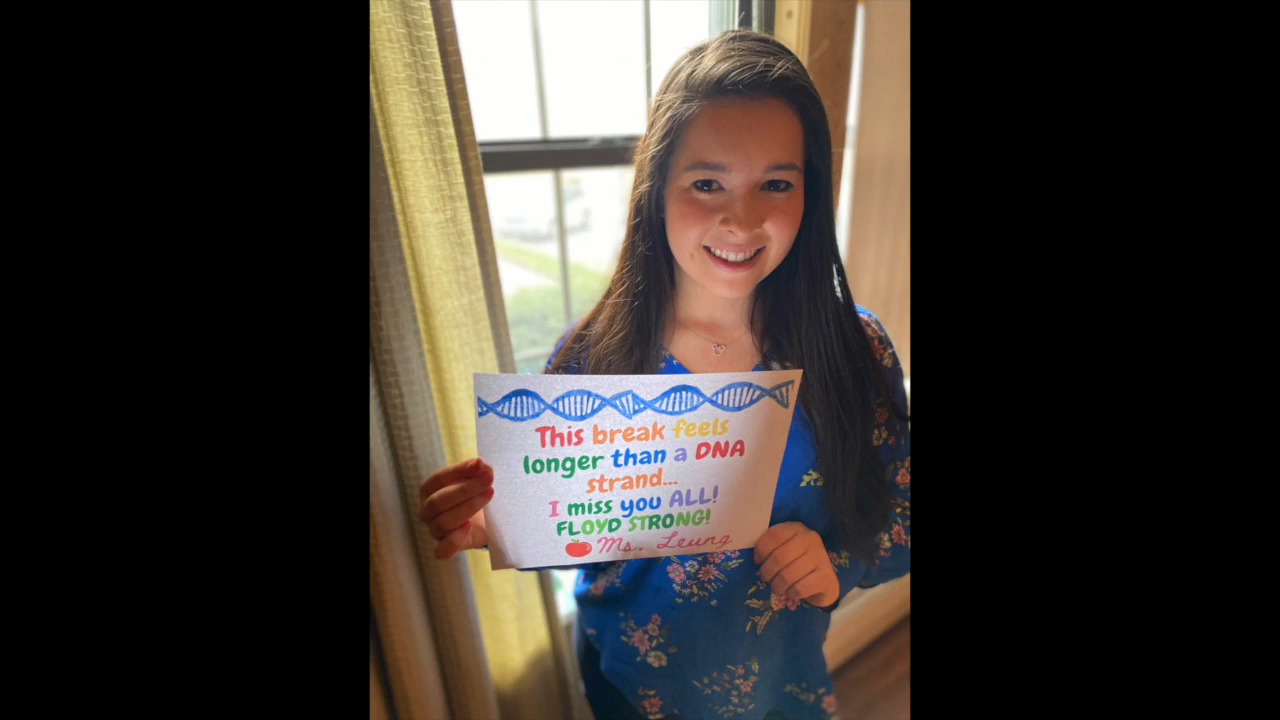 This break feels
longer than a DNA
strand...
I miss you ALL!
FLOYD STRONG!
Ms. Leung